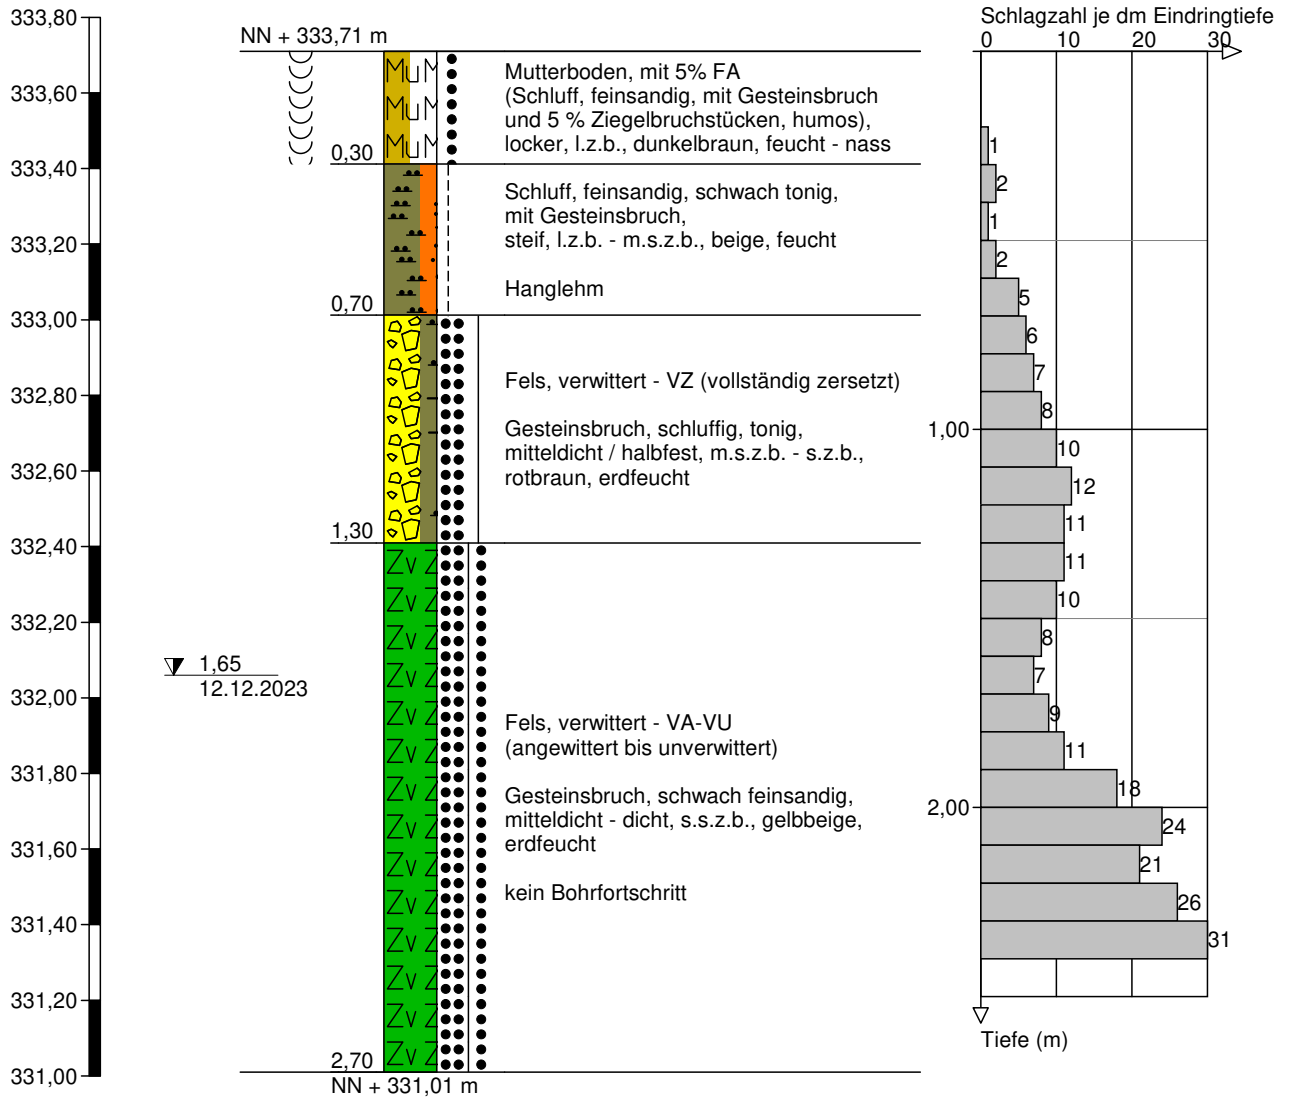 333,80
333,60
333,40
333,20
333,00
332,80
332,60
332,40
332,20
332,00
331,80
331,60
331,40
331,20
331,00
NN + 333,71 m
MuM
MuM
MuM
0,30
Mutterboden, mit 5% FA
(Schluff, feinsandig, mit Gesteinsbruch
und 5 % Ziegelbruchstücken, humos),
locker, l.z.b., dunkelbraun, feucht - nass
0,70
Schluff, feinsandig, schwach tonig,
mit Gesteinsbruch,
steif, l.z.b. - m.s.z.b., beige, feucht
Hanglehm
1,30
Fels, verwittert - VZ (vollständig zersetzt)
Gesteinsbruch, schluffig, tonig,
mitteldicht / halbfest, m.s.z.b. - s.z.b.,
rotbraun, erdfeucht
1,65
12.12.2023
Z v Z
Z v Z
Z v Z
Z v Z
Z v Z
Z v Z
Z v Z
Z v Z
Z v Z
Z v Z
Z v Z
Z v Z
Z v Z
Z v Z
Fels, verwittert - VA-VU
(angewittert bis unverwittert)
Gesteinsbruch, schwach feinsandig,
mitteldicht - dicht, s.s.z.b., gelbbeige,
erdfeucht
kein Bohrfortschritt
2,70
NN + 331,01 m
Schlagzahl je dm Eindringtiefe
0 10 20 30
1
2
1
2
5
6
7
8
1,00
10
12
11
11
10
8
7
9
11
18
2,00
24
21
26
31
Tiefe (m)